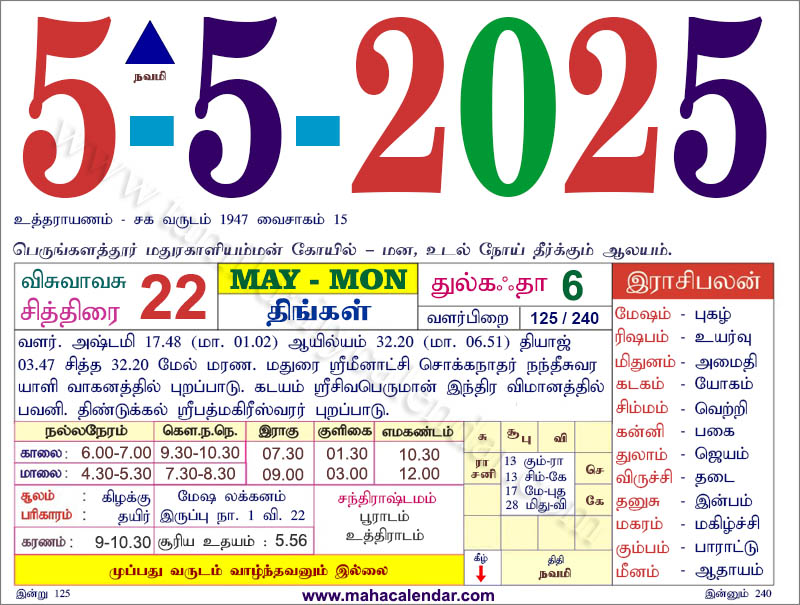 5-5-2025
நவமி
உத்தராயணம் - சக வருடம் 1947 வைசாகம் 15
பெருங்களத்தூர் மதுரகாளியம்மன் கோயில் – மன, உடல் நோய் தீர்க்கும் ஆலயம்.
விசுவாவசு
சித்திரை 22
MAY - MON
திங்கள்
துல்கஃதா 6
வளர்பிறை 125 / 240
வளர். அஷ்டமி 17.48 (மா. 01.02) ஆயில்யம் 32.20 (மா. 06.51) தியாஜ்
03.47 சித்த 32.20 மேல் மரண. மதுரை ஸ்ரீமீனாட்சி சொக்கநாதர் நந்தீசுவர
யாளி வாகனத்தில் புறப்பாடு. கடயம் ஸ்ரீசிவபெருமான் இந்திர விமானத்தில்
பவனி. திண்டுக்கல் ஸ்ரீபத்மகிரீஸ்வரர் புறப்பாடு.
இராசிபலன்
மேஷம் - புகழ்
ரிஷபம் - உயர்வு
மிதுனம் - அமைதி
கடகம் - யோகம்
சிம்மம் - வெற்றி
கன்னி - பகை
துலாம் - ஜெயம்
விருச்சி - தடை
தனுசு - இன்பம்
மகரம் - மகிழ்ச்சி
கும்பம் - பாராட்டு
மீனம் - ஆதாயம்
நல்லநேரம் கௌ.ந.நெ. இராகு குளிகை எமகண்டம்
காலை: 6.00-7.00 9.30-10.30 07.30 01.30 10.30
மாலை: 4.30-5.30 7.30-8.30 09.00 03.00 12.00
சூலம் : கிழக்கு
பரிகாரம் : தயிர்
மேஷ லக்கனம்
இருப்பு நா. 1 வி. 22
சந்திராஷ்டமம்
பூராடம்
உத்திராடம்
கரணம்: 9-10.30 சூரிய உதயம் : 5.56
முப்பது வருடம் வாழ்ந்தவனும் இல்லை
சு சூ பு வி
ரா சனி
13 கும்-ரா
13 சிம்-கே
17 மே-புத
28 மிது-வி
செ
கே
கீழ்
திதி
நவமி
இன்று 125
www.mahacalendar.com
இன்னும் 240